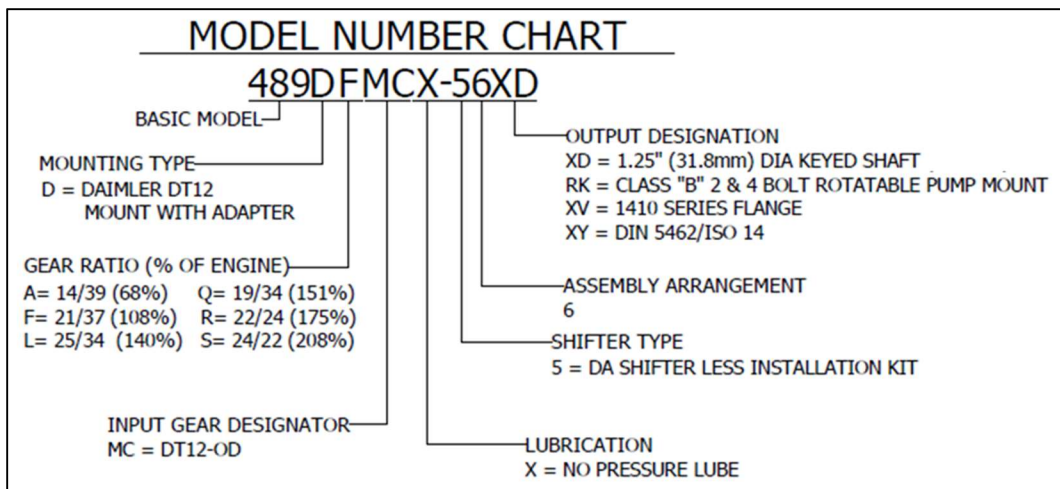 MODEL NUMBER CHART
489DFMCX-56XD
BASIC MODEL
MOUNTING TYPE
D = DAIMLER DT12
MOUNT WITH ADAPTER
GEAR RATIO (% OF ENGINE)
A= 14/39 (68%) Q= 19/34 (151%)
F= 21/37 (108%) R= 22/24 (175%)
L= 25/34 (140%) S= 24/22 (208%)
INPUT GEAR DESIGNATOR
MC = DT12-OD
OUTPUT DESIGNATION
XD = 1.25" (31.8mm) DIA KEYED SHAFT
RK = CLASS "B" 2 & 4 BOLT ROTATABLE PUMP MOUNT
XV = 1410 SERIES FLANGE
XY = DIN 5462/ISO 14
ASSEMBLY ARRANGEMENT
6
SHIFTER TYPE
5 = DA SHIFTER LESS INSTALLATION KIT
LUBRICATION
X = NO PRESSURE LUBE